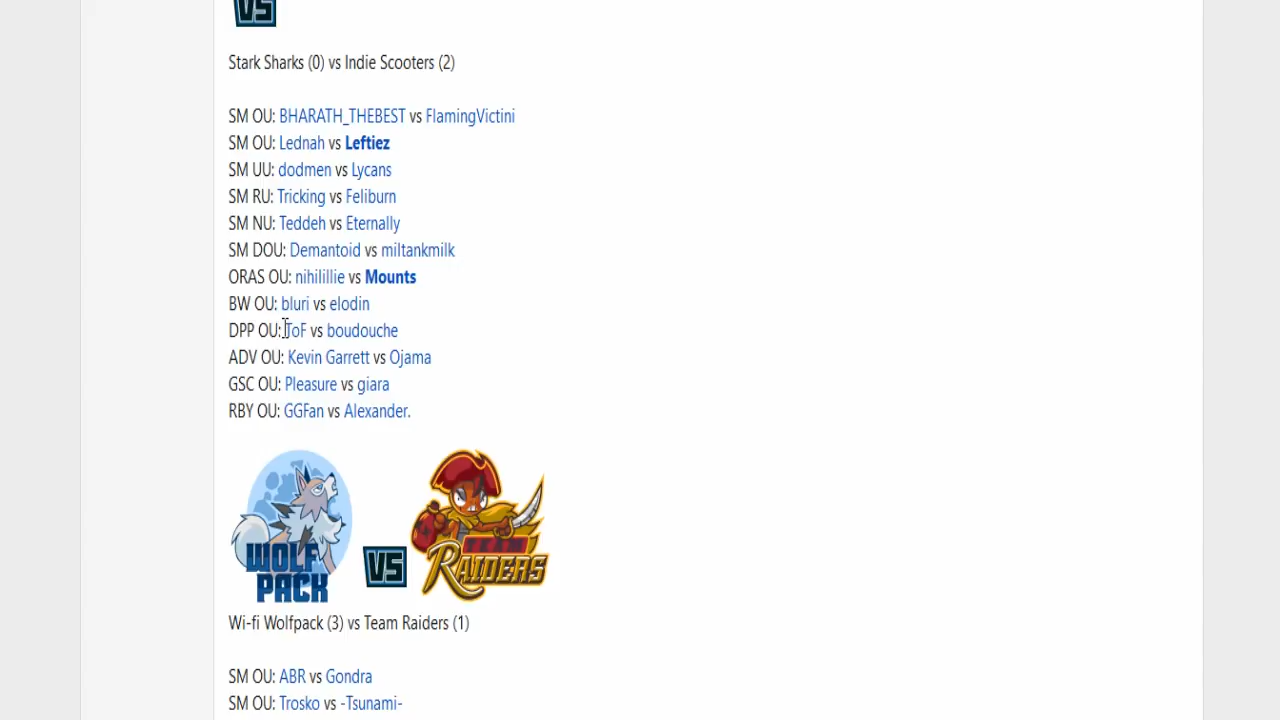 VS
Stark Sharks (0) vs Indie Scooters (2)
SM OU: BHARATH_THEBEST vs FlamingVictini
SM OU: Lednah vs Leftiez
SM UU: dodmen vs Lycans
SM RU: Tricking vs Feliburn
SM NU: Teddeh vs Eternally
SM DOU: Demantoid vs miltankmilk
ORAS OU: nihilillie vs Mounts
BW OU: bluri vs elodin
DPP OU: ToF vs boudouche
ADV OU: Kevin Garrett vs Ojama
GSC OU: Pleasure vs giara
RBY OU: GGFan vs Alexander.
WOLF PACK VS TEAM RAIDERS
Wi-fi Wolfpack (3) vs Team Raiders (1)
SM OU: ABR vs Gondra
SM OU: Trosko vs -Tsunami-